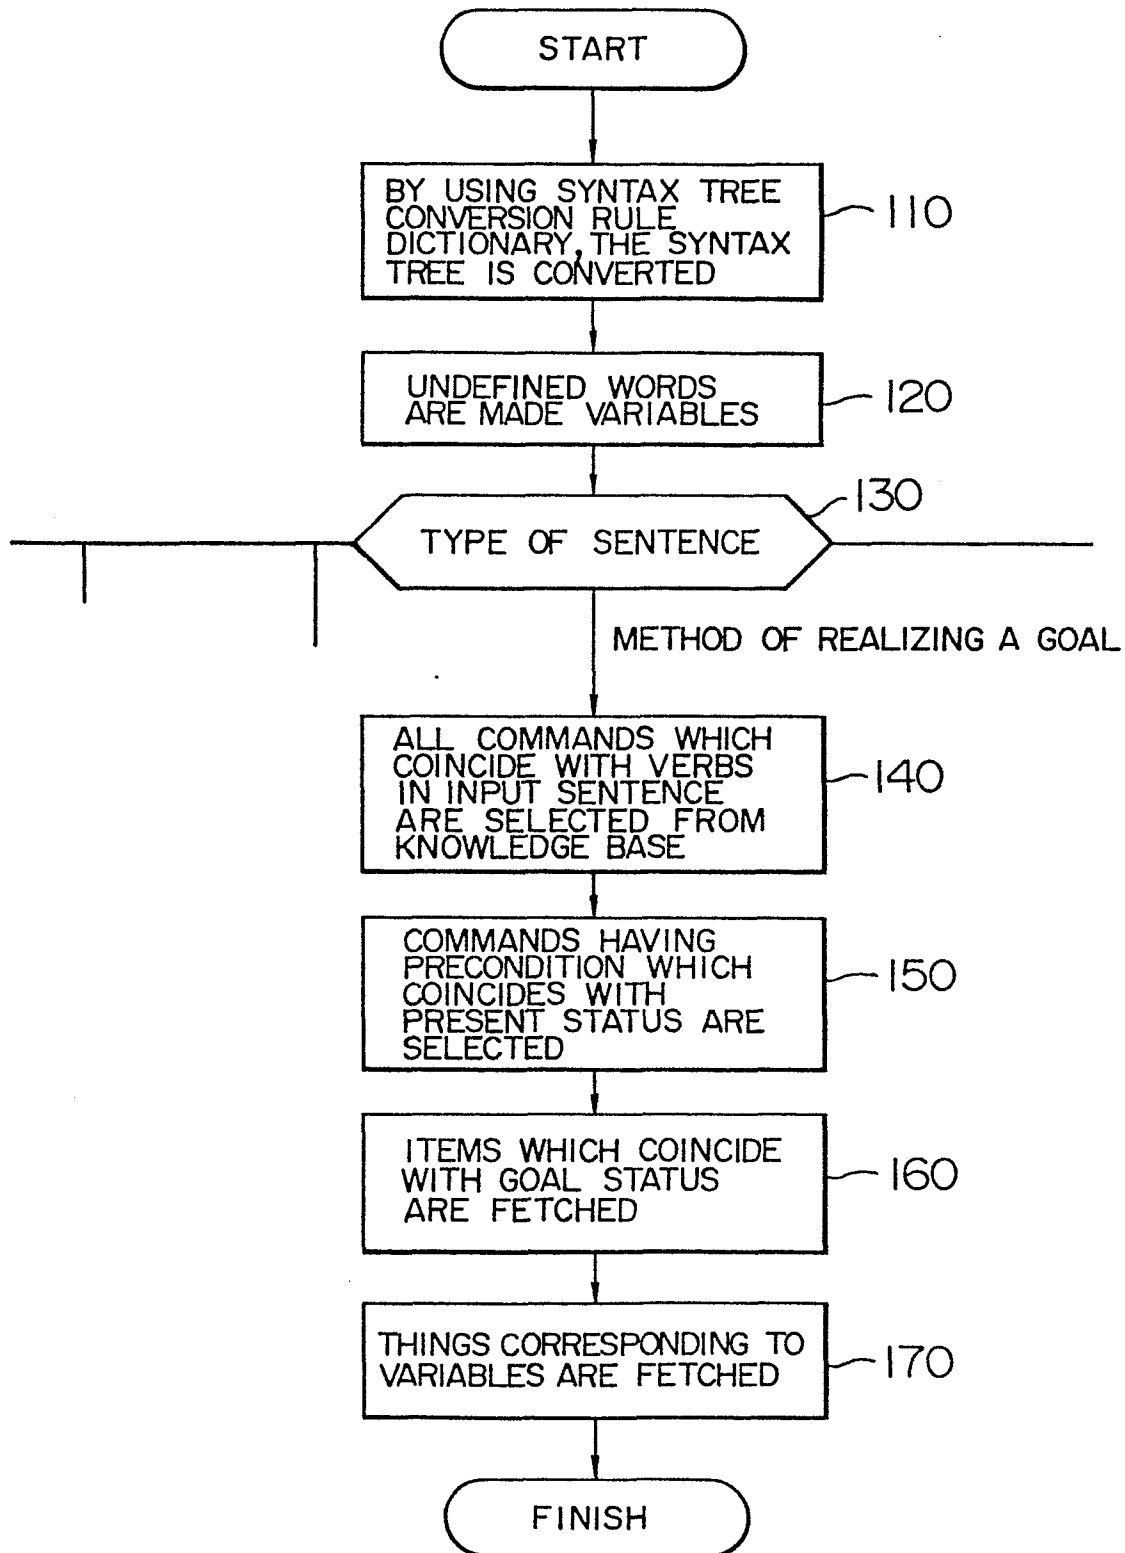 START
BY USING SYNTAX TREE
CONVERSION RULE
DICTIONARY, THE SYNTAX
TREE IS CONVERTED
110
UNDEFINED WORDS
ARE MADE VARIABLES
120
130
TYPE OF SENTENCE
METHOD OF REALIZING A GOAL
ALL COMMANDS WHICH
COINCIDE WITH VERBS
IN INPUT SENTENCE
ARE SELECTED FROM
KNOWLEDGE BASE
140
COMMANDS HAVING
PRECONDITION WHICH
COINCIDES WITH
PRESENT STATUS ARE
SELECTED
150
ITEMS WHICH COINCIDE
WITH GOAL STATUS
ARE FETCHED
160
THINGS CORRESPONDING TO
VARIABLES ARE FETCHED
170
FINISH